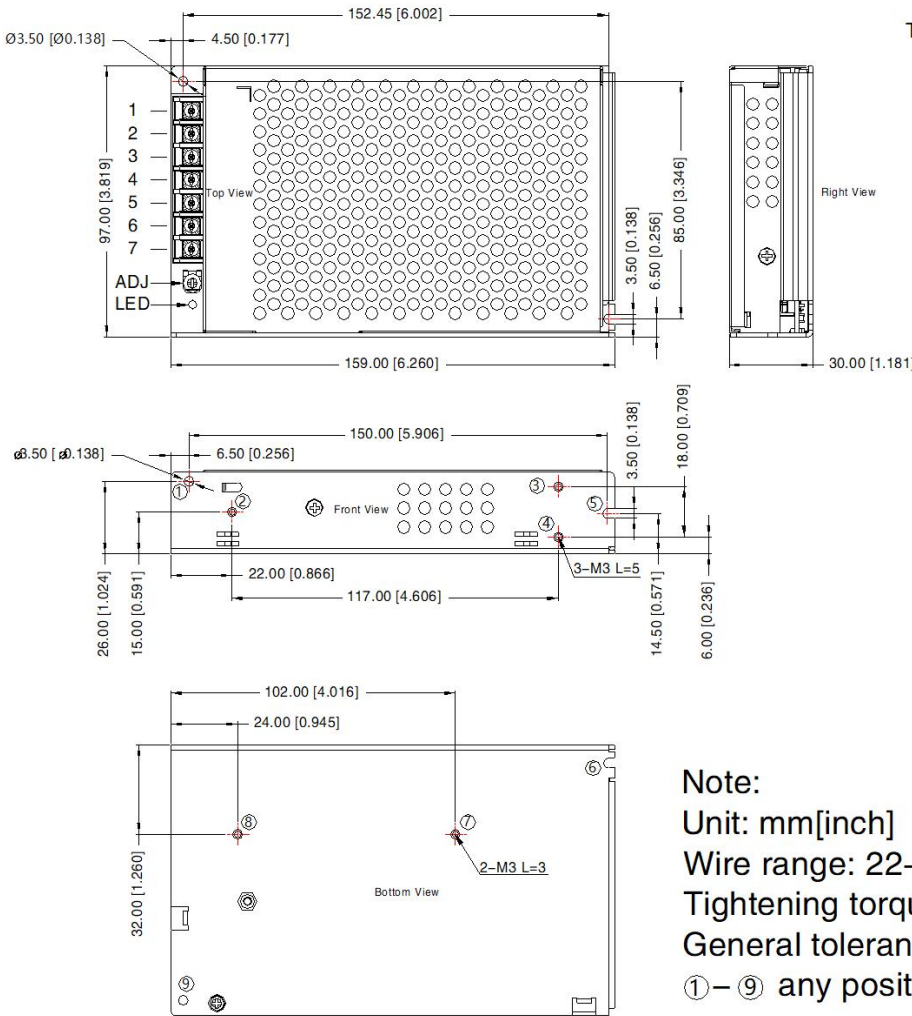 152.45 [6.002]
Ø3.50 [Ø0.138]
4.50 [0.177]
T
1
2
3
4
5
6
7
ADJ
LED
97.00 [3.819]
Top View
3.50 [0.138]
6.50 [0.256]
85.00 [3.346]
Right View
159.00 [6.260]
30.00 [1.181]
150.00 [5.906]
ø3.50 [ ø0.138]
6.50 [0.256]
3.50 [0.138]
18.00 [0.709]
①
②
Front View
③
④
⑤
3-M3 L=5
22.00 [0.866]
117.00 [4.606]
26.00 [1.024]
15.00 [0.591]
14.50 [0.571]
6.00 [0.236]
102.00 [4.016]
24.00 [0.945]
⑥
⑧
⑦
2-M3 L=3
32.00 [1.260]
Bottom View
⑨
Note:
Unit: mm[inch]
Wire range: 22-
Tightening torqu
General toleran
①– ⑨ any posit